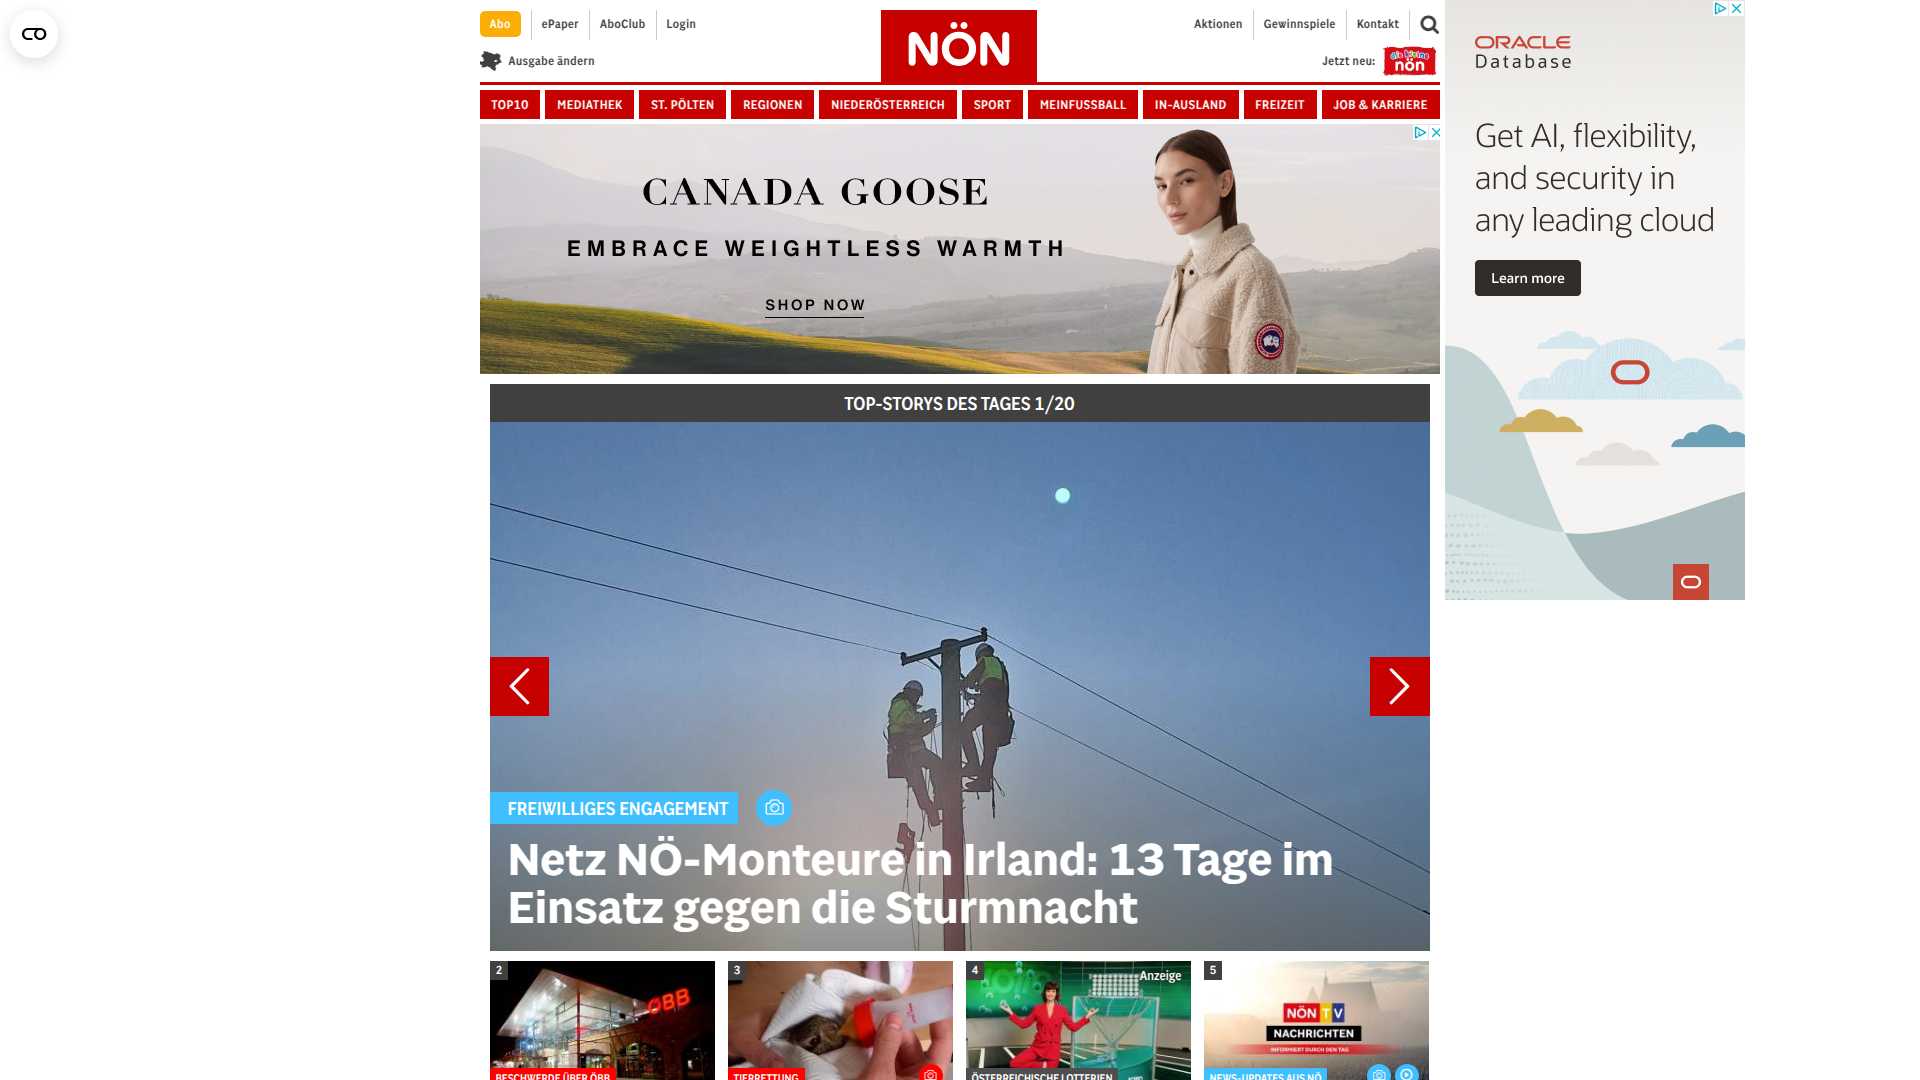 Abo
ePaper
AboClub
Login
NÖN
Aktionen
Gewinnspiele
Kontakt
Ausgabe ändern
Jetzt neu:
die kleine
nön
TOP10
MEDIATHEK
ST. PÖLTEN
REGIONEN
NIEDERÖSTERREICH
SPORT
MEINFUSSBALL
IN-AUSLAND
FREIZEIT
JOB & KARRIERE
CANADA GOOSE
EMBRACE WEIGHTLESS WARMTH
SHOP NOW
ORACLE
Database
Get AI, flexibility,
and security in
any leading cloud
Learn more
TOP-STORYS DES TAGES 1/20
FREIWILLIGES ENGAGEMENT
Netz NÖ-Monteure in Irland: 13 Tage im
Einsatz gegen die Sturmnacht
2
ÖBB
BESCHWERDE ÜBER ÖBB
3
TIERRETTUNG
4
Anzeige
ÖSTERREICHISCHE LOTTERIEN
5
NÖN TV
NACHRICHTEN
INFORMIERT DURCH DEN TAG
NEWS-UPDATES AUS NÖ